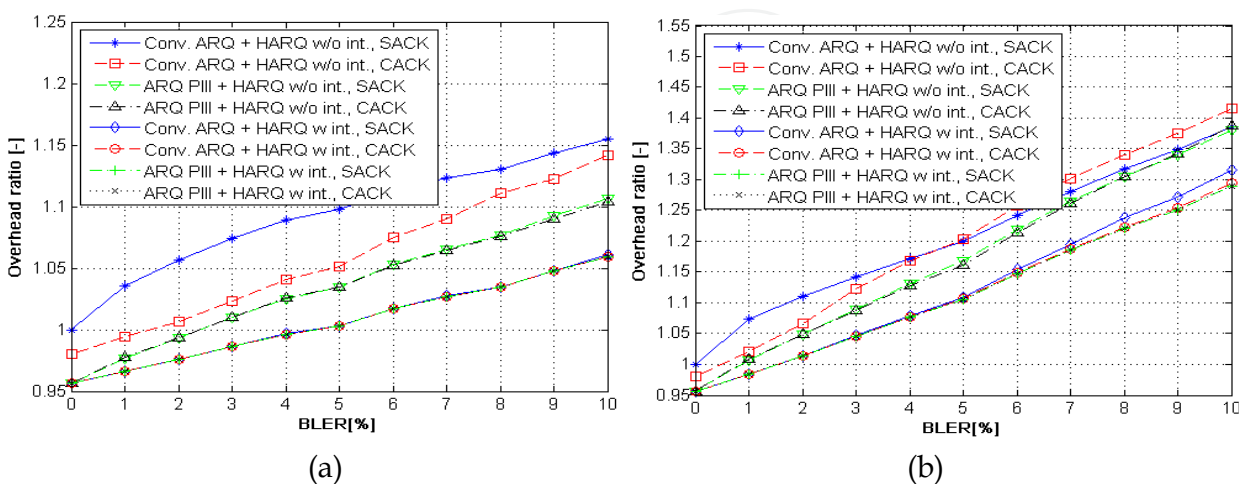 1.25
1.2
1.15
1.1
1.05
1
0.95
Overhead ratio [-]
Conv. ARQ + HARQ w/o int., SACK
Conv. ARQ + HARQ w/o int., CACK
ARQ PIII + HARQ w/o int., SACK
ARQ PIII + HARQ w/o int., CACK
Conv. ARQ + HARQ w int., SACK
Conv. ARQ + HARQ w int., CACK
ARQ PIII + HARQ w int., SACK
ARQ PIII + HARQ w int., CACK
0 1 2 3 4 5 6 7 8 9 10
BLER[%]
(a)
1.55
1.5
1.45
1.4
1.35
1.3
1.25
1.2
1.15
1.1
1.05
1
0.95
Overhead ratio [-]
Conv. ARQ + HARQ w/o int., SACK
Conv. ARQ + HARQ w/o int., CACK
ARQ PIII + HARQ w/o int., SACK
ARQ PIII + HARQ w/o int., CACK
Conv. ARQ + HARQ w int., SACK
Conv. ARQ + HARQ w int., CACK
ARQ PIII + HARQ w int., SACK
ARQ PIII + HARQ w int., CACK
0 1 2 3 4 5 6 7 8 9 10
BLER[%]
(b)